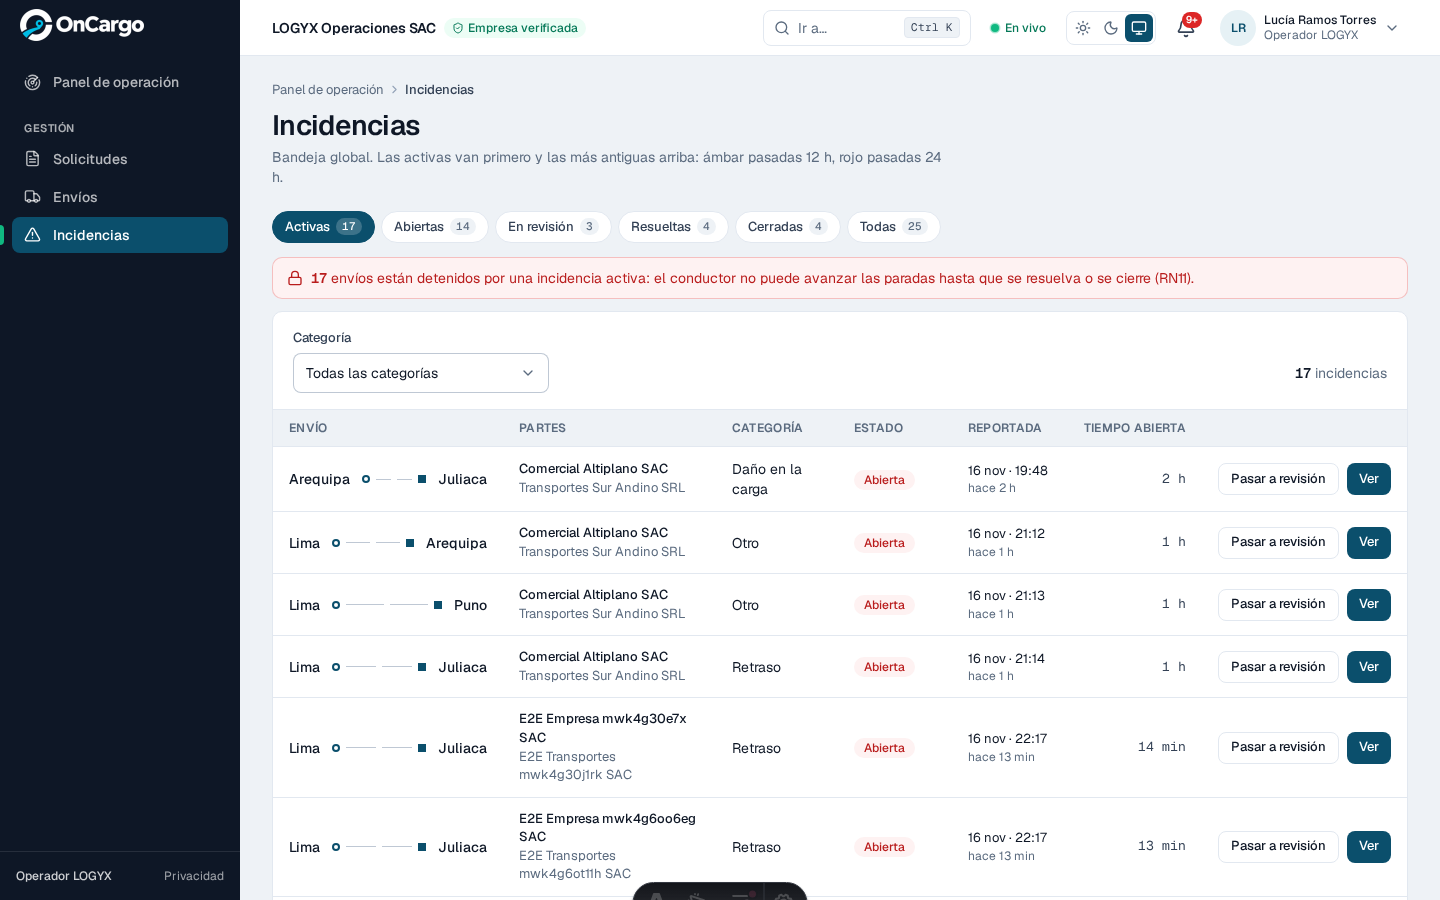 OnCargo
LOGYX Operaciones SAC
Empresa verificada
Ir a...
Ctrl K
En vivo
9+
LR
Lucía Ramos Torres
Operador LOGYX
Panel de operación
GESTIÓN
Solicitudes
Envíos
Incidencias
Panel de operación > Incidencias
Incidencias
Bandeja global. Las activas van primero y las más antiguas arriba: ámbar pasadas 12 h, rojo pasadas 24
h.
Activas 17
Abiertas 14
En revisión 3
Resueltas 4
Cerradas 4
Todas 25
17 envíos están detenidos por una incidencia activa: el conductor no puede avanzar las paradas hasta que se resuelva o se cierre (RN11).
Categoría
Todas las categorías
17 incidencias
ENVÍO PARTES CATEGORÍA ESTADO REPORTADA TIEMPO ABIERTA
Arequipa Juliaca
Comercial Altiplano SAC
Transportes Sur Andino SRL
Daño en la
carga
Abierta
16 nov · 19:48
hace 2 h
2 h
Pasar a revisión
Ver
Lima Arequipa
Comercial Altiplano SAC
Transportes Sur Andino SRL
Otro
Abierta
16 nov · 21:12
hace 1 h
1 h
Pasar a revisión
Ver
Lima Puno
Comercial Altiplano SAC
Transportes Sur Andino SRL
Otro
Abierta
16 nov · 21:13
hace 1 h
1 h
Pasar a revisión
Ver
Lima Juliaca
Comercial Altiplano SAC
Transportes Sur Andino SRL
Retraso
Abierta
16 nov · 21:14
hace 1 h
1 h
Pasar a revisión
Ver
Lima Juliaca
E2E Empresa mwk4g30e7x
SAC
E2E Transportes
mwk4g30j1rk SAC
Retraso
Abierta
16 nov · 22:17
hace 13 min
14 min
Pasar a revisión
Ver
Lima Juliaca
E2E Empresa mwk4g6oo6eg
SAC
E2E Transportes
mwk4g6ot11h SAC
Retraso
Abierta
16 nov · 22:17
hace 13 min
13 min
Pasar a revisión
Ver
Operador LOGYX
Privacidad